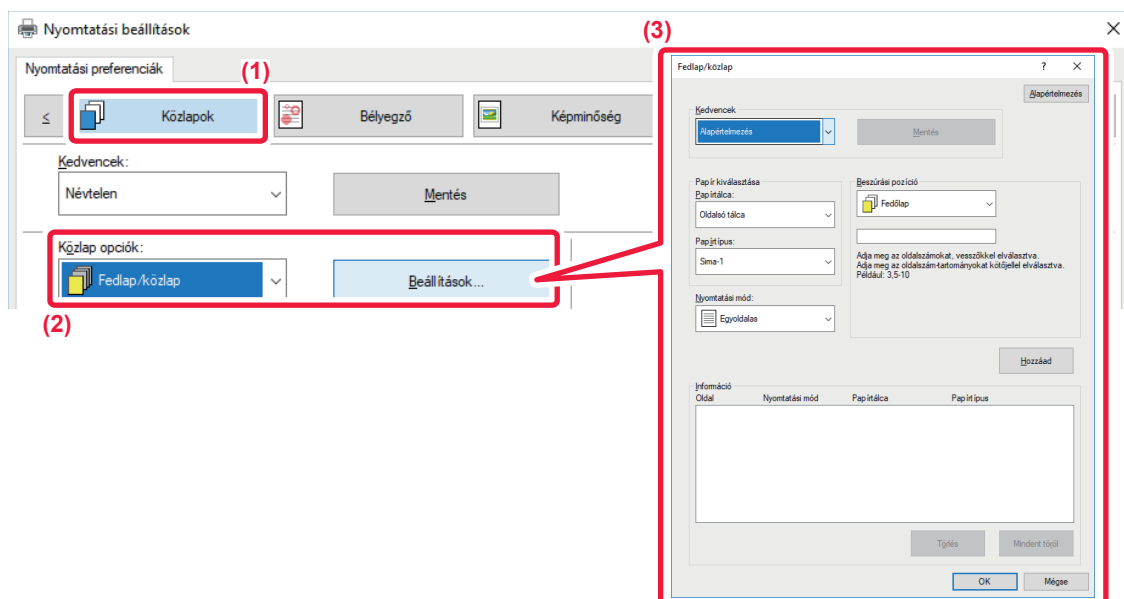 Nyomtatási beállítások
Nyomtatási preferenciák
(1)
≤
Közlapok
Bélyegző
Képminőség
Kedvencek:
Névtelen
Mentés
Közlap opciók:
Fedlap/közlap
Beállítások...
(2)
(3)
Fedlap/közlap
?
Alapértelmezés
Kedvencek
Alapértelmezés
Mentés
Papír kiválasztása
Papírtálca:
Oldalsó tálca
Papírtípus:
Sima-1
Beszúrási pozíció
Fedőlap
Adja meg az oldalszámokat, vesszőkkel elválasztva.
Adja meg az oldalszám-tartományokat kötőjellel elválasztva.
Például: 3,5-10
Nyomtatási mód:
Egyoldalas
Hozzáad
Információ
Oldal Nyomtatási mód Papírtálca Papírtípus
Törlés
Mindent töröl
OK
Mégse